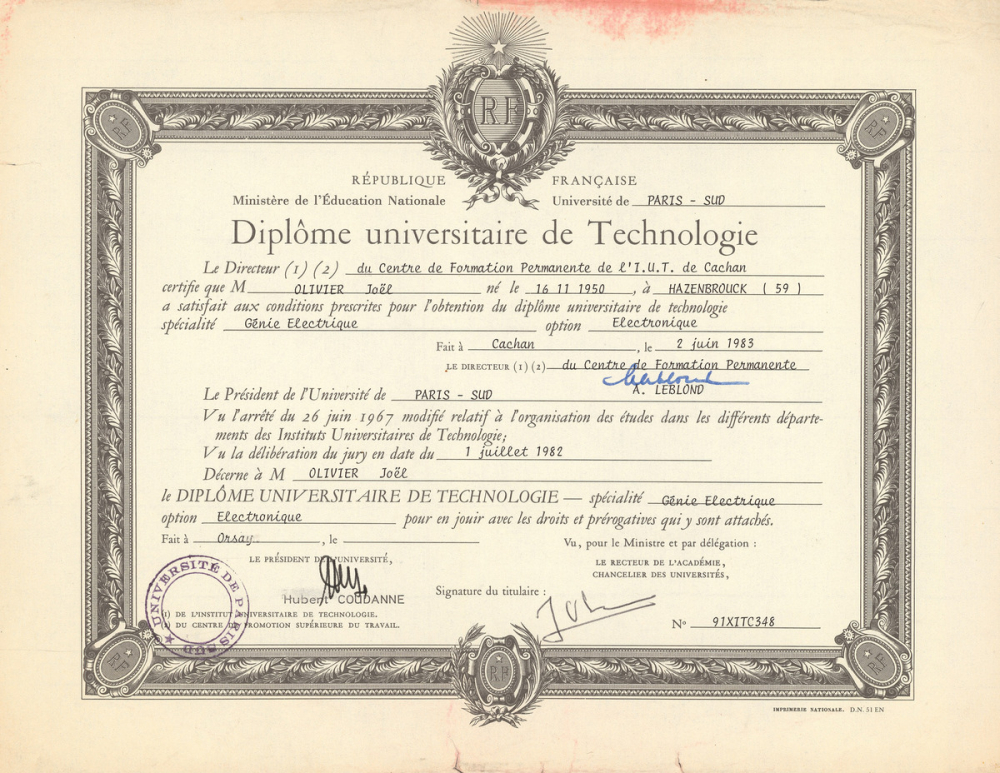 RF
RÉPUBLIQUE FRANÇAISE
Ministère de l'Éducation Nationale Université de PARIS - SUD
Diplôme universitaire de Technologie
Le Directeur (1) (2) du Centre de Formation Permanente de l'I.U.T. de Cachan
certifie que M OLIVIER Joël né le 16 11 1950 , à HAZENBROUCK ( 59 )
a satisfait aux conditions prescrites pour l'obtention du diplôme universitaire de technologie
spécialité Génie Electrique option Electronique
Fait à Cachan , le 2 juin 1983
LE DIRECTEUR (1) (2) du Centre de Formation Permanente
A. LEBLOND
Le Président de l'Université de PARIS - SUD
Vu l'arrêté du 26 juin 1967 modifié relatif à l'organisation des études dans les différents départe-
ments des Instituts Universitaires de Technologie;
Vu la délibération du jury en date du 1 juillet 1982
Décerne à M OLIVIER Joël
le DIPLÔME UNIVERSITAIRE DE TECHNOLOGIE — spécialité Génie Electrique
option Electronique pour en jouir avec les droits et prérogatives qui y sont attachés.
Fait à Orsay , le
Vu, pour le Ministre et par délégation :
LE PRÉSIDENT DE L'UNIVERSITÉ,
LE RECTEUR DE L'ACADÉMIE,
CHANCELIER DES UNIVERSITÉS,
Signature du titulaire :
Hubert COUDANNE
UNIVERSITÉ DE PARIS SUD
(1) DE L'INSTITUT UNIVERSITAIRE DE TECHNOLOGIE.
DU CENTRE DE PROMOTION SUPÉRIEURE DU TRAVAIL.
Nº 91XITC348
RF
IMPRIMERIE NATIONALE. D.N. 51 EN